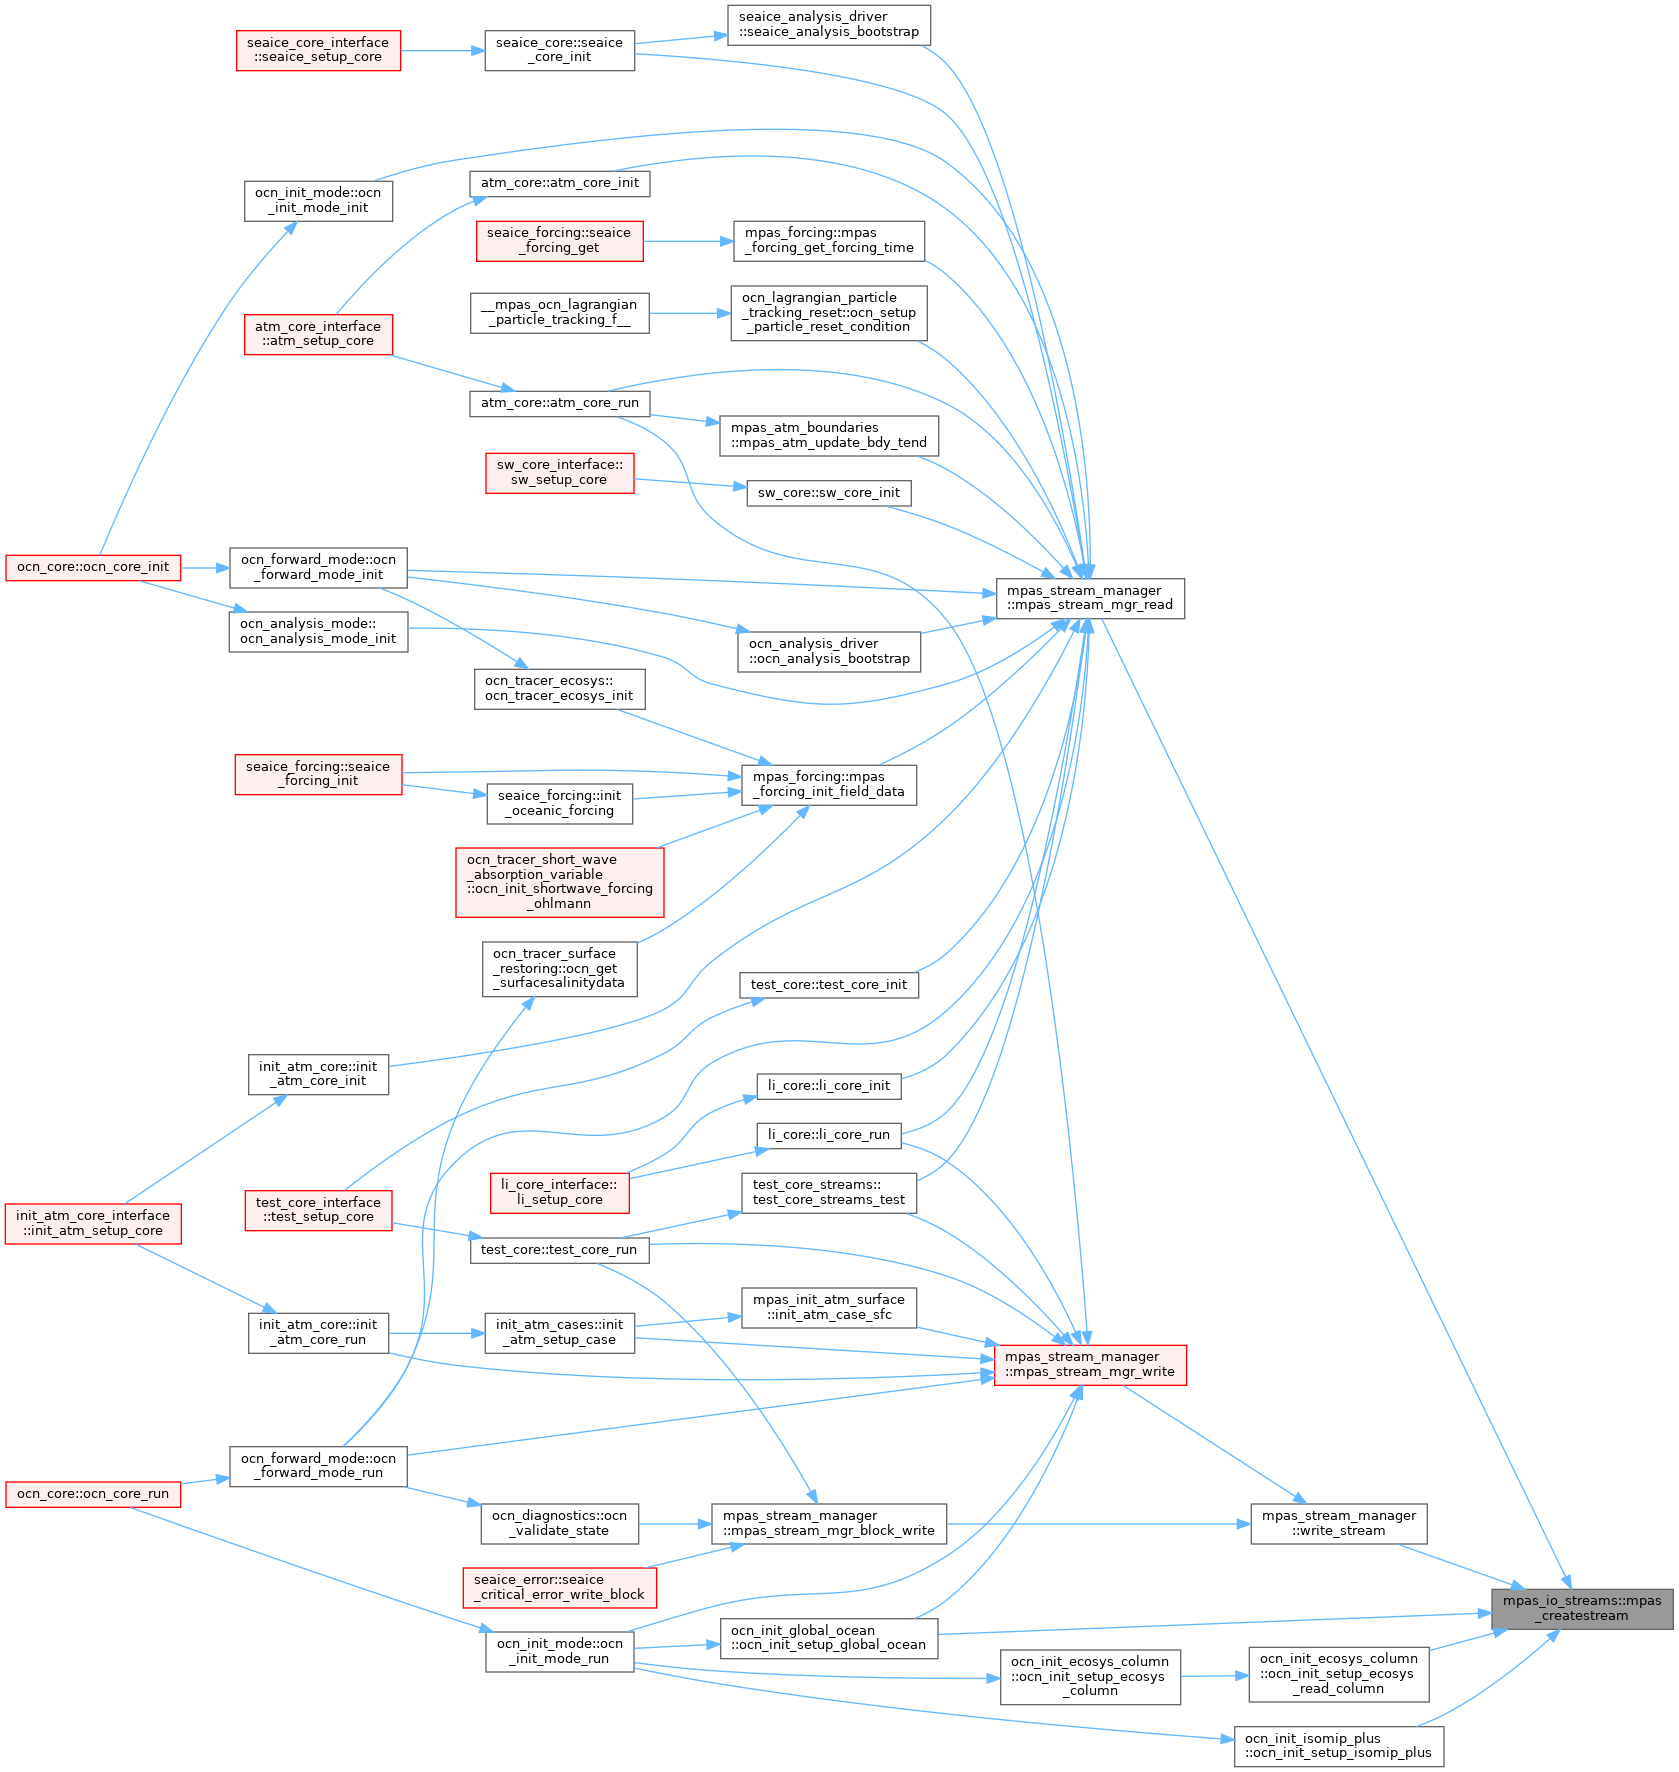 seaice_analysis_driver
::seaice_analysis_bootstrap
seaice_core_interface
::seaice_setup_core
seaice_core::seaice
_core_init
ocn_init_mode::ocn
_init_mode_init
atm_core::atm_core_init
seaice_forcing::seaice
_forcing_get
mpas_forcing::mpas
_forcing_get_forcing_time
__mpas_ocn_lagrangian
_particle_tracking_f__
ocn_lagrangian_particle
_tracking_reset::ocn_setup
_particle_reset_condition
atm_core_interface
::atm_setup_core
atm_core::atm_core_run
mpas_atm_boundaries
::mpas_atm_update_bdy_tend
sw_core_interface::
sw_setup_core
sw_core::sw_core_init
ocn_core::ocn_core_init
ocn_forward_mode::ocn
_forward_mode_init
mpas_stream_manager
::mpas_stream_mgr_read
ocn_analysis_mode::
ocn_analysis_mode_init
ocn_analysis_driver
::ocn_analysis_bootstrap
ocn_tracer_ecosys::
ocn_tracer_ecosys_init
seaice_forcing::seaice
_forcing_init
seaice_forcing::init
_oceanic_forcing
mpas_forcing::mpas
_forcing_init_field_data
ocn_tracer_short_wave
_absorption_variable
::ocn_init_shortwave_forcing
_ohlmann
ocn_tracer_surface
_restoring::ocn_get
_surfacesalinitydata
test_core::test_core_init
init_atm_core::init
_atm_core_init
li_core::li_core_init
li_core::li_core_run
li_core_interface::
li_setup_core
test_core_streams::
test_core_streams_test
init_atm_core_interface
::init_atm_setup_core
test_core_interface
::test_setup_core
test_core::test_core_run
mpas_init_atm_surface
::init_atm_case_sfc
init_atm_core::init
_atm_core_run
init_atm_cases::init
_atm_setup_case
mpas_stream_manager
::mpas_stream_mgr_write
ocn_forward_mode::ocn
_forward_mode_run
ocn_core::ocn_core_run
ocn_diagnostics::ocn
_validate_state
mpas_stream_manager
::mpas_stream_mgr_block_write
mpas_stream_manager
::write_stream
seaice_error::seaice
_critical_error_write_block
mpas_io_streams::mpas
_createstream
ocn_init_mode::ocn
_init_mode_run
ocn_init_global_ocean
::ocn_init_setup_global_ocean
ocn_init_ecosys_column
::ocn_init_setup_ecosys
_column
ocn_init_ecosys_column
::ocn_init_setup_ecosys
_read_column
ocn_init_isomip_plus
::ocn_init_setup_isomip_plus